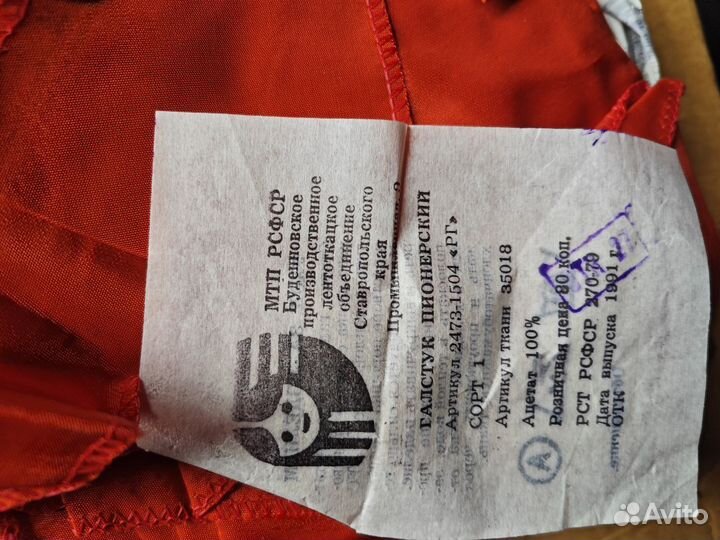 МТП РСФСР
Буденновское
производственное
лентоткацкое
объединение
Ставропольского
края
ГАЛСТУК ПИОНЕРСКИЙ
Артикул 2473-1504 «РГ»
СОРТ 1
Артикул ткани 35018
Ацетат 100%
Розничная цена 90 коп.
РСТ РСФСР 270-79
Дата выпуска 1991 г.
ОТК
А
Avito